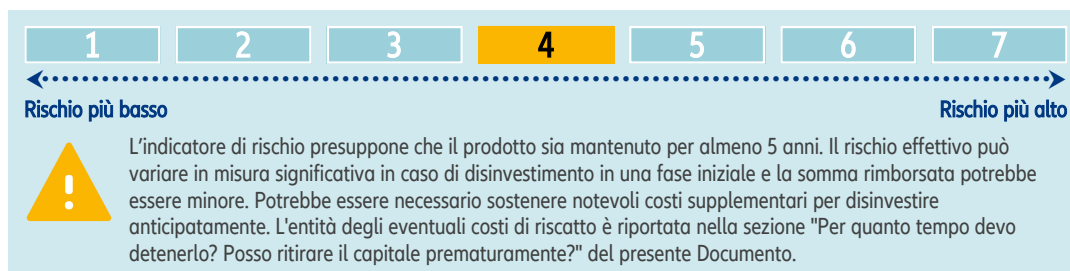 1 2 3 4 5 6 7
Rischio più basso Rischio più alto
L'indicatore di rischio presuppone che il prodotto sia mantenuto per almeno 5 anni. Il rischio effettivo può
variare in misura significativa in caso di disinvestimento in una fase iniziale e la somma rimborsata potrebbe
essere minore. Potrebbe essere necessario sostenere notevoli costi supplementari per disinvestire
anticipatamente. L'entità degli eventuali costi di riscatto è riportata nella sezione "Per quanto tempo devo
detenerlo? Posso ritirare il capitale prematuramente?" del presente Documento.